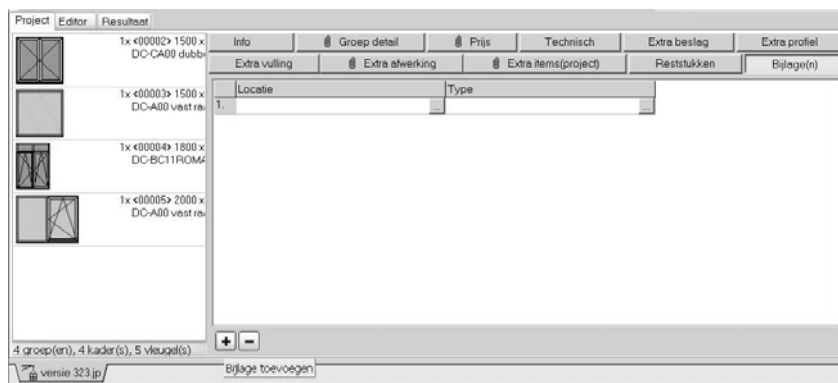 Project Editor Resultaat
1x <00002> 1500 x
DC-CA00 dubb
1x <00003> 1500 x
DC-A00 vast ra
1x <00004> 1800 x
DC-BC11ROMA
1x <00005> 2000 x
DC-A00 vast ra
4 groep(en), 4 kader(s), 5 vleugel(s)
versie 323.jp
Info Groep detail Prijs Technisch Extra beslag Extra profiel
Extra vulling Extra afwerking Extra items(project) Reststukken Bijlage(n)
Locatie Type
1. ... ...
+ -
Bijlage toevoegen